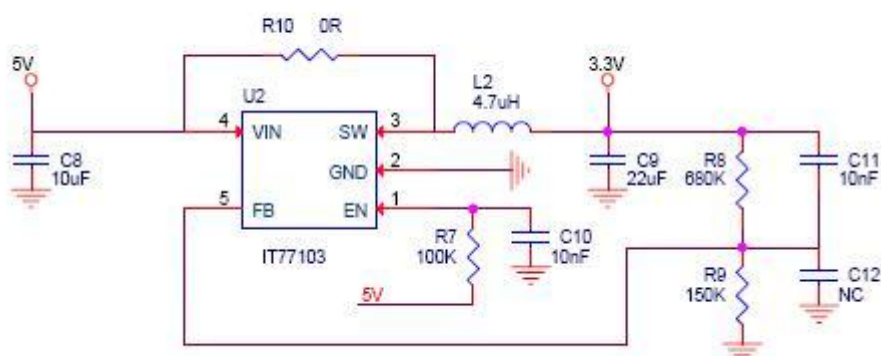 R10 0R
5V
3.3V
U2
L2
4.7uH
4
VIN
SW
3
C8
10uF
GND
2
C9
22uF
R8
680K
C11
10nF
5
FB
EN
1
IT77103
R7
100K
C10
10nF
R9
150K
C12
NC
5V